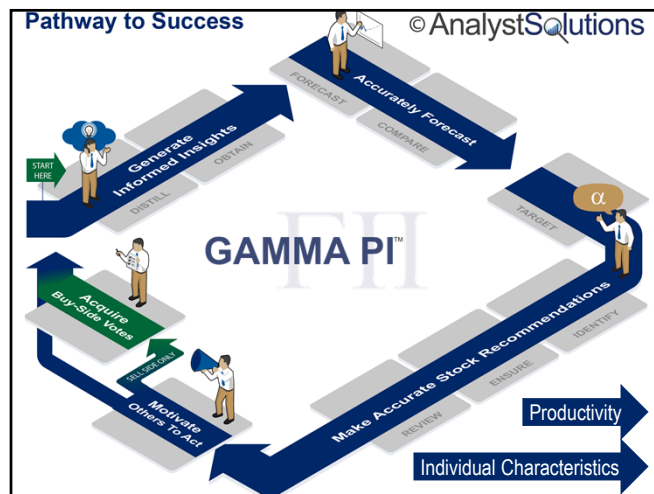 Pathway to Success
© AnalystSolutions
START
HERE
Generate
Informed Insights
DISTILL
OBTAIN
FORECAST
COMPARE
Accurately Forecast
TARGET
α
GAMMA PI™
ΓΠ
Make Accurate Stock Recommendations
IDENTIFY
ENSURE
REVIEW
Motivate
Others To Act
SELL SIDE ONLY
Acquire
Buy-Side Votes
Productivity
Individual Characteristics